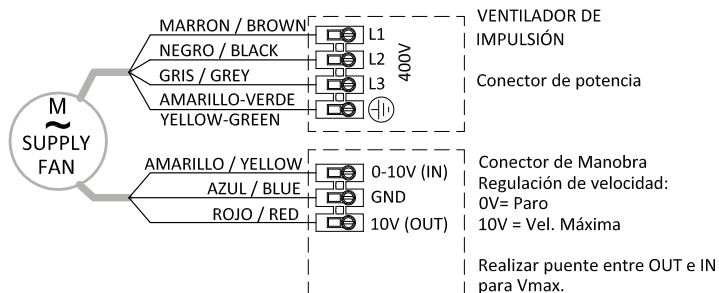 MARRON / BROWN
L1
NEGRO / BLACK
L2
GRIS / GREY
L3
AMARILLO-VERDE
YELLOW-GREEN
400V
VENTILADOR DE
IMPULSIÓN
Conector de potencia
M
~
SUPPLY
FAN
AMARILLO / YELLOW
0-10V (IN)
AZUL / BLUE
GND
ROJO / RED
10V (OUT)
Conector de Manobra
Regulación de velocidad:
0V= Paro
10V = Vel. Máxima
Realizar puente entre OUT e IN
para Vmax.